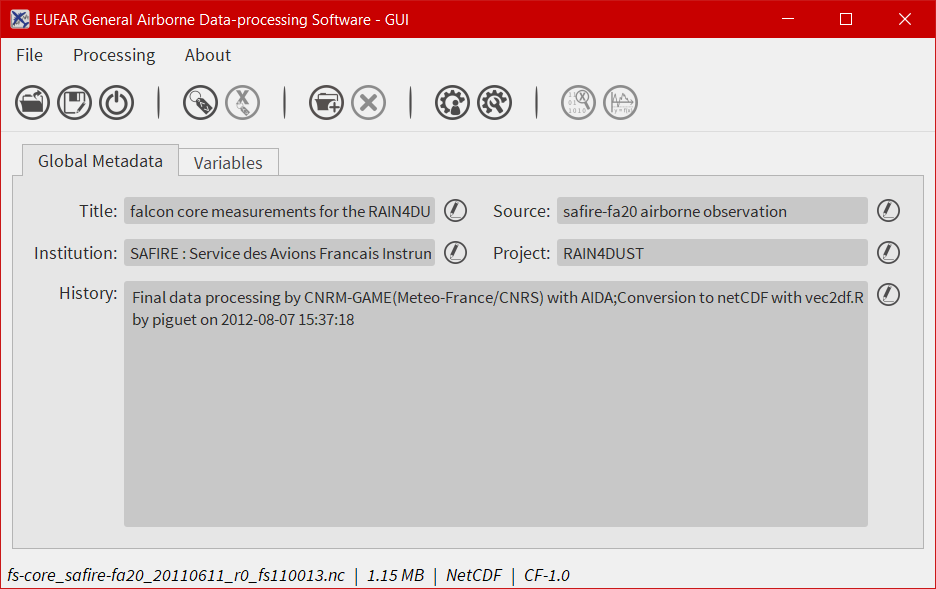 EUFAR General Airborne Data-processing Software - GUI
File Processing About
Global Metadata Variables
Title: falcon core measurements for the RAIN4DU Source: safire-fa20 airborne observation
Institution: SAFIRE : Service des Avions Francais Instrun Project: RAIN4DUST
History: Final data processing by CNRM-GAME(Meteo-France/CNRS) with AIDA;Conversion to netCDF with vec2df.R
by piguet on 2012-08-07 15:37:18
fs-core_safire-fa20_20110611_r0_fs110013.nc | 1.15 MB | NetCDF | CF-1.0